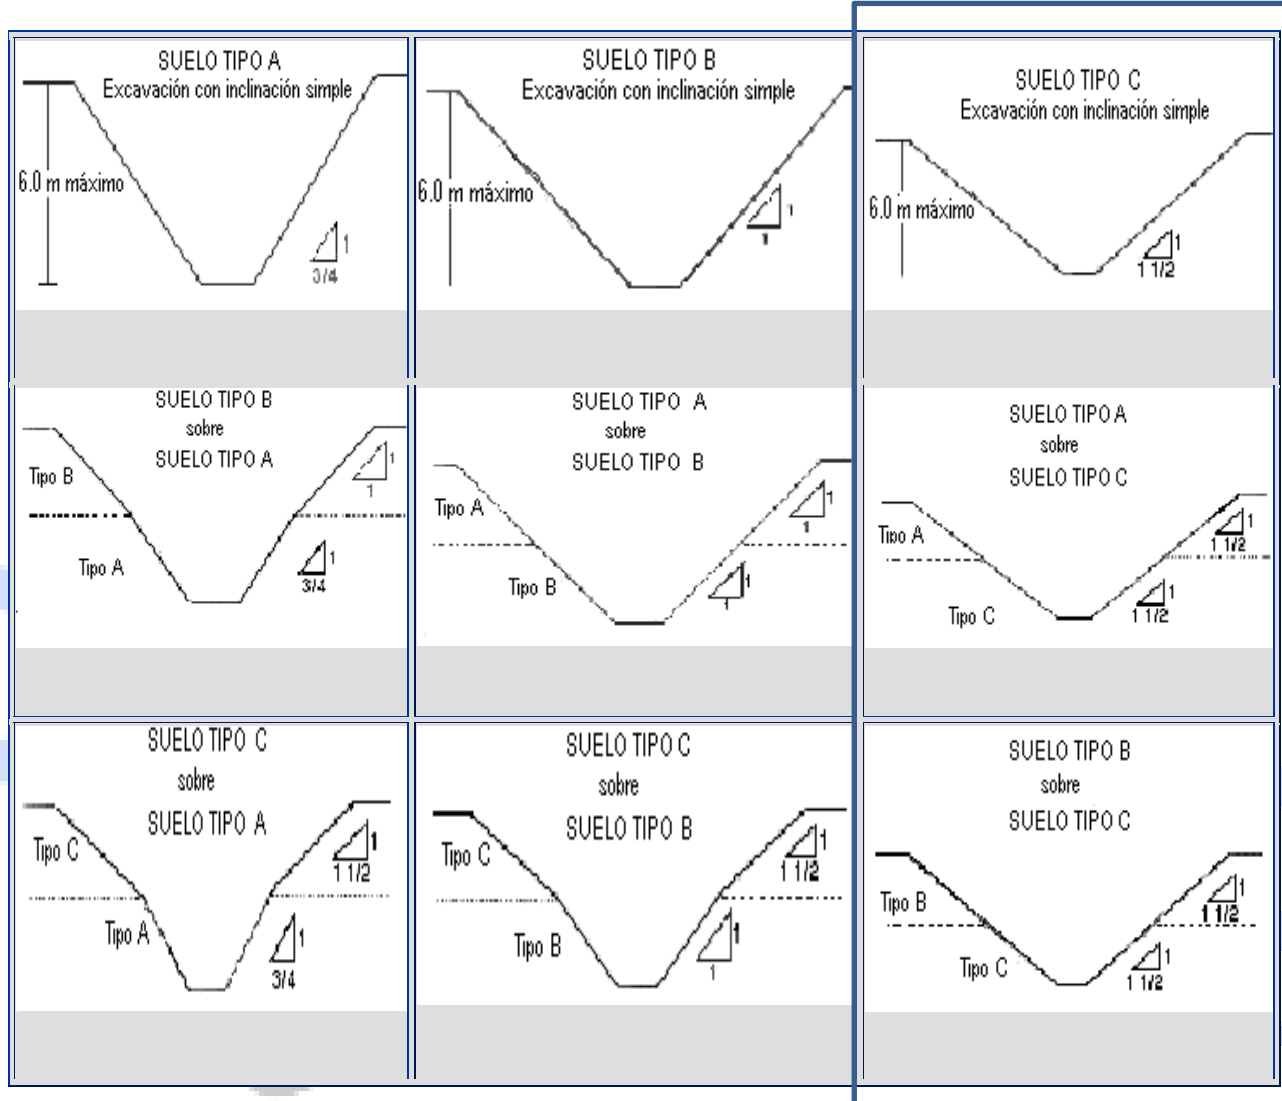 SUELO TIPO A
Excavación con inclinación simple
6.0 m máximo
1
3/4
SUELO TIPO B
Excavación con inclinación simple
6.0 m máximo
1
1
SUELO TIPO C
Excavación con inclinación simple
6.0 m máximo
1
1 1/2
SUELO TIPO B
sobre
SUELO TIPO A
Tipo B
1
1
Tipo A
1
3/4
SUELO TIPO A
sobre
SUELO TIPO B
Tipo A
1
1
Tipo B
1
1
SUELO TIPO A
sobre
SUELO TIPO C
Tipo A
1
1 1/2
Tipo C
1
1 1/2
SUELO TIPO C
sobre
SUELO TIPO A
Tipo C
1
1 1/2
Tipo A
1
3/4
SUELO TIPO C
sobre
SUELO TIPO B
Tipo C
1
1 1/2
Tipo B
1
1
SUELO TIPO B
sobre
SUELO TIPO C
Tipo B
1
1 1/2
Tipo C
1
1 1/2